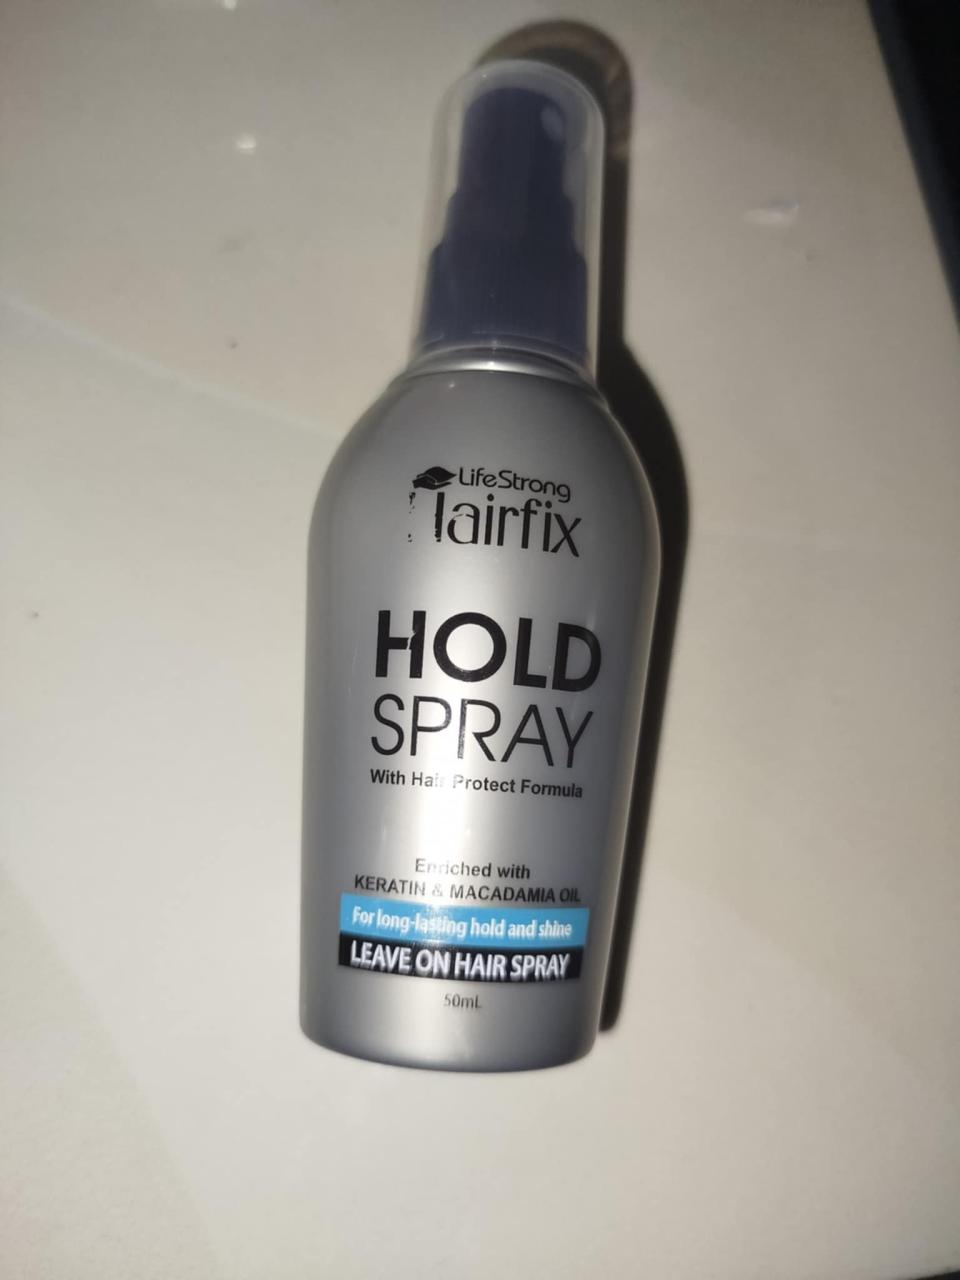 LifeStrong
Hairfix
HOLD
SPRAY
With Hair Protect Formula
Enriched with
KERATIN & MACADAMIA OIL
For long-lasting hold and shine
LEAVE ON HAIR SPRAY
50mL